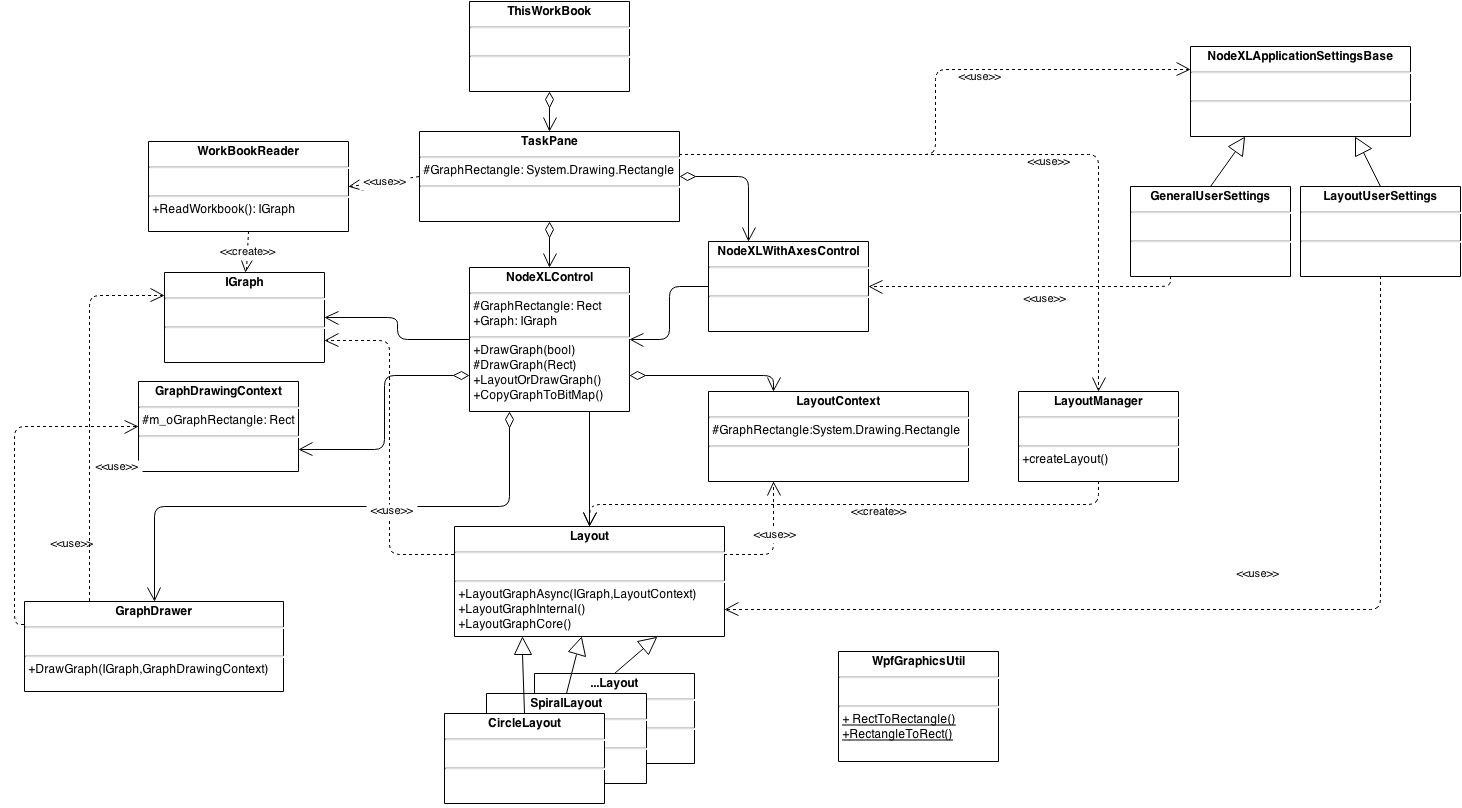 ThisWorkBook
NodeXLApplicationSettingsBase
<<use>>
TaskPane
#GraphRectangle: System.Drawing.Rectangle
WorkBookReader
+ReadWorkbook(): IGraph
<<use>>
<<use>>
GeneralUserSettings
LayoutUserSettings
<<create>>
NodeXLWithAxesControl
IGraph
NodeXLControl
#GraphRectangle: Rect
+Graph: IGraph
+DrawGraph(bool)
#DrawGraph(Rect)
+LayoutOrDrawGraph()
+CopyGraphToBitMap()
<<use>>
GraphDrawingContext
#m_oGraphRectangle: Rect
<<use>>
LayoutContext
#GraphRectangle:System.Drawing.Rectangle
LayoutManager
+createLayout()
<<use>>
<<create>>
<<use>>
<<use>>
Layout
+LayoutGraphAsync(IGraph,LayoutContext)
+LayoutGraphInternal()
+LayoutGraphCore()
<<use>>
GraphDrawer
+DrawGraph(IGraph,GraphDrawingContext)
...Layout
SpiralLayout
CircleLayout
WpfGraphicsUtil
+ RectToRectangle()
+RectangleToRect()